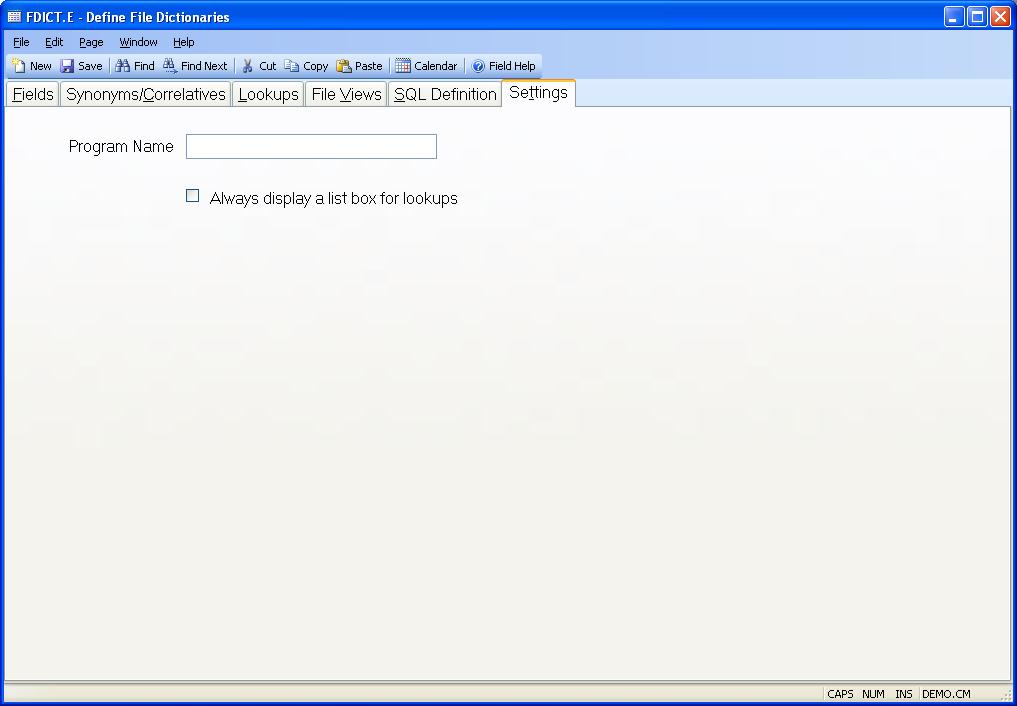 FDICT.E - Define File Dictionaries
File Edit Page Window Help
New Save Find Find Next Cut Copy Paste Calendar Field Help
Fields Synonyms/Correlatives Lookups File Views SQL Definition Settings
Program Name
Always display a list box for lookups
CAPS NUM INS DEMO.CM